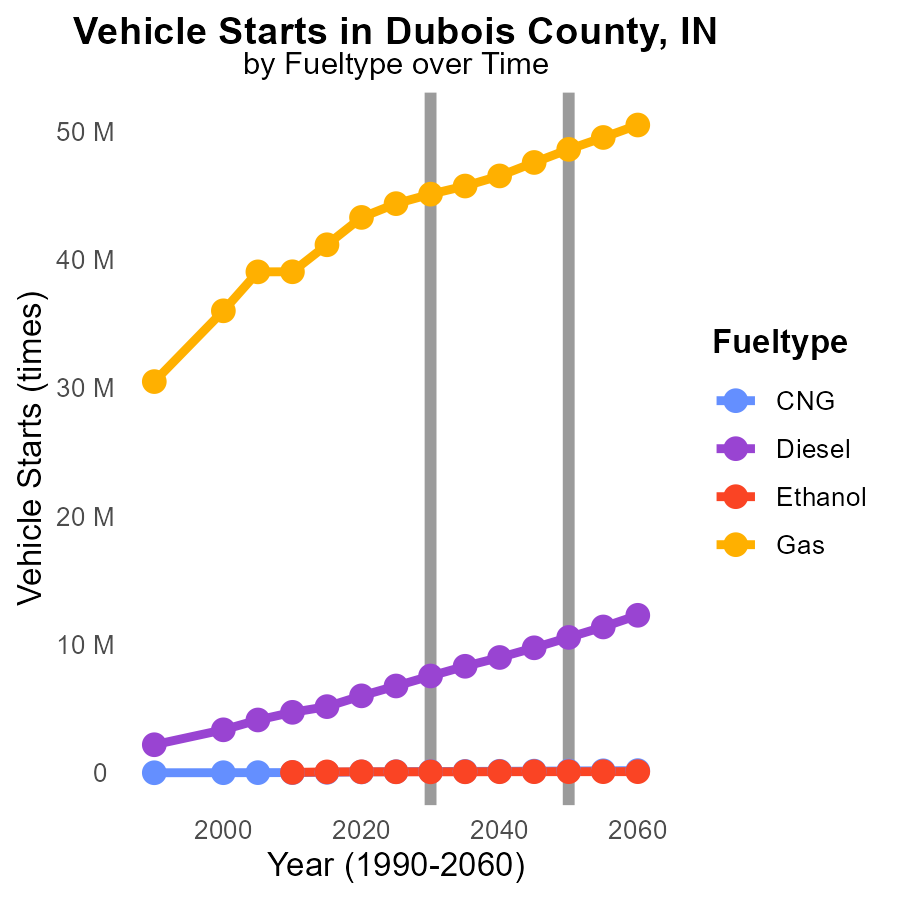 Vehicle Starts in Dubois County, IN
by Fueltype over Time
Vehicle Starts (times)
50 M
40 M
30 M
20 M
10 M
0
2000
2020
2040
2060
Year (1990-2060)
Fueltype
CNG
Diesel
Ethanol
Gas